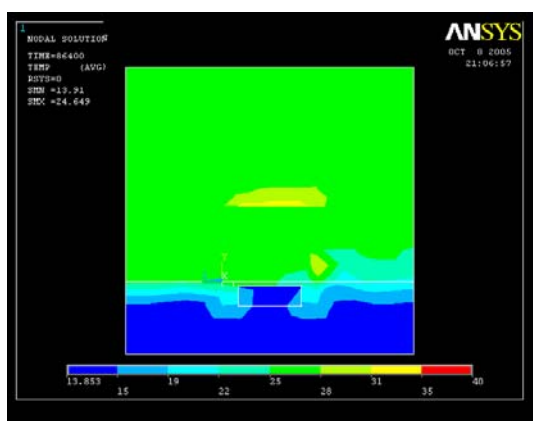 1
NODAL SOLUTION
TIME=86400
TEMP (AVG)
RSYS=0
SMN =13.91
SMX =24.649
ANSYS
OCT 8 2005
21:06:57
Y
X
13.853 15 19 22 25 28 31 35 40